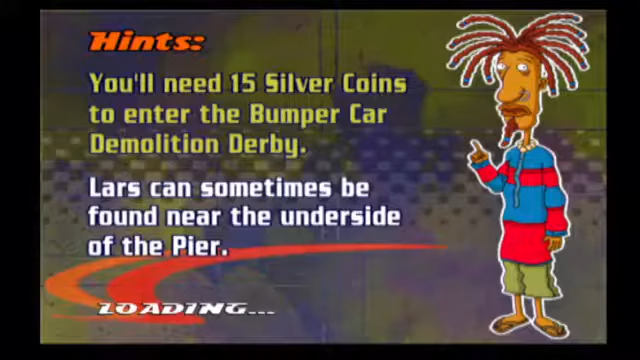 Hints:
You'll need 15 Silver Coins
to enter the Bumper Car
Demolition Derby.
Lars can sometimes be
found near the underside
of the Pier.
LOADING...